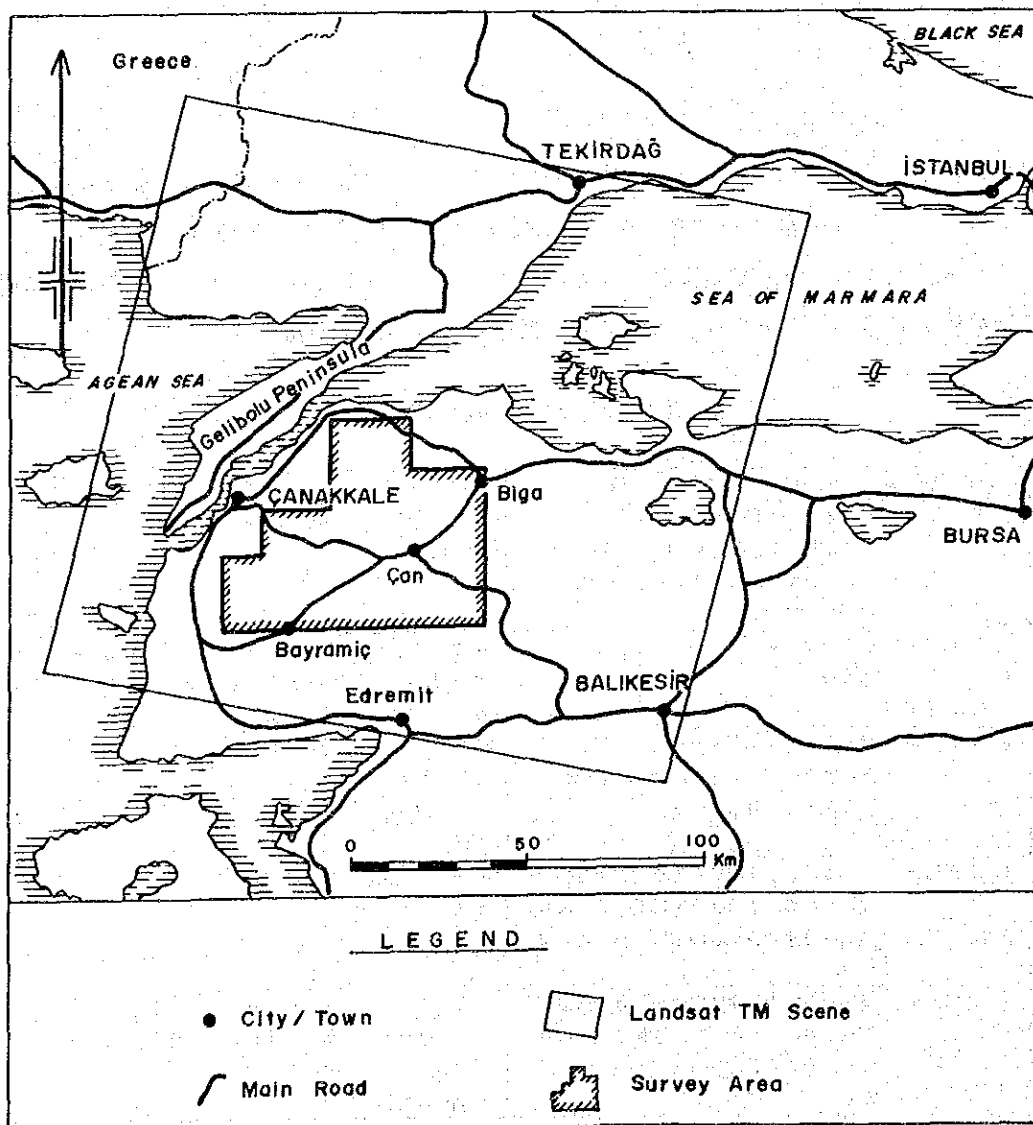 BLACK SEA
Greece
TEKİRDAĞ
İSTANBUL
SEA OF MARMARA
AGEAN SEA
Gelibolu Peninsula
ÇANAKKALE
Biga
BURSA
Çan
Bayramiç
BALIKESİR
Edremit
0 50 100
Km
LEGEND
City / Town
Landsat TM Scene
Main Road
Survey Area